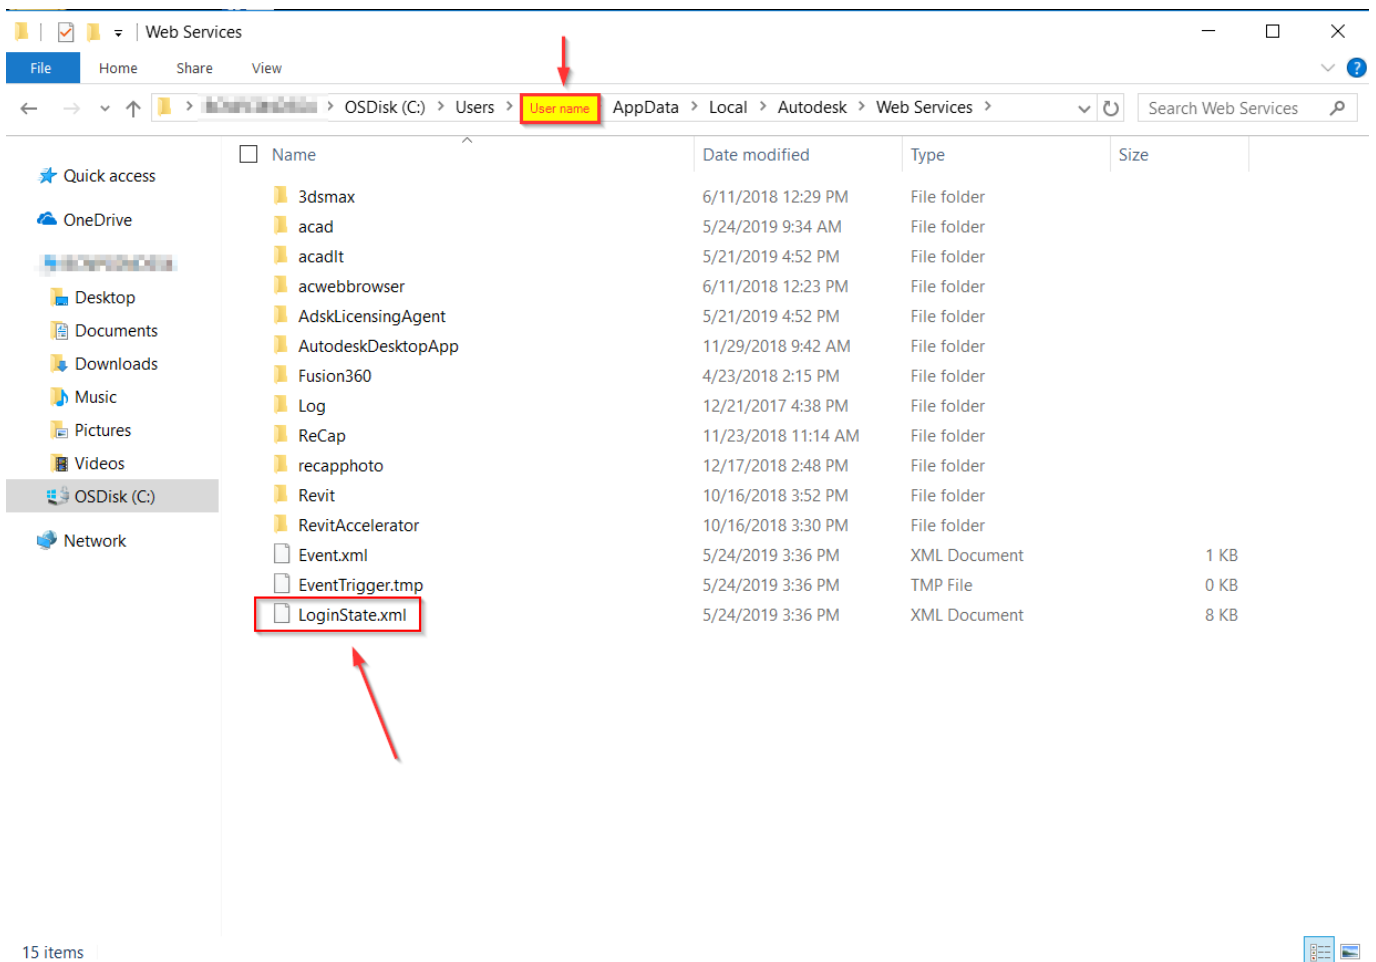 Web Services
File Home Share View
OSDisk (C:) Users User name AppData Local Autodesk Web Services Search Web Services
Name Date modified Type Size
Quick access
OneDrive
Desktop
Documents
Downloads
Music
Pictures
Videos
OSDisk (C:)
Network
3dsmax 6/11/2018 12:29 PM File folder
acad 5/24/2019 9:34 AM File folder
acadlt 5/21/2019 4:52 PM File folder
acwebbrowser 6/11/2018 12:23 PM File folder
AdskLicensingAgent 5/21/2019 4:52 PM File folder
AutodeskDesktopApp 11/29/2018 9:42 AM File folder
Fusion360 4/23/2018 2:15 PM File folder
Log 12/21/2017 4:38 PM File folder
ReCap 11/23/2018 11:14 AM File folder
recapphoto 12/17/2018 2:48 PM File folder
Revit 10/16/2018 3:52 PM File folder
RevitAccelerator 10/16/2018 3:30 PM File folder
Event.xml 5/24/2019 3:36 PM XML Document 1 KB
EventTrigger.tmp 5/24/2019 3:36 PM TMP File 0 KB
LoginState.xml 5/24/2019 3:36 PM XML Document 8 KB
15 items